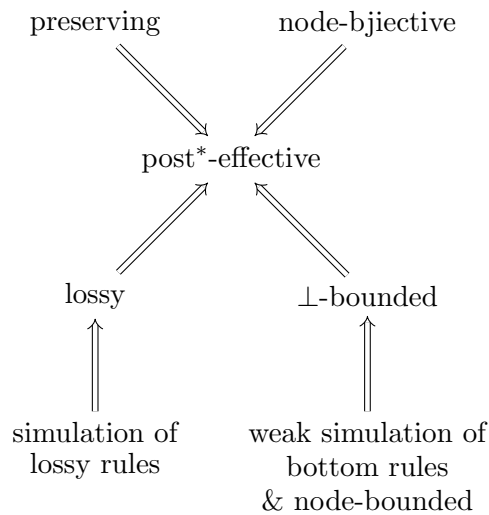 preserving
node-bjiective
post*-effective
lossy
⊥-bounded
simulation of
lossy rules
weak simulation of
bottom rules
& node-bounded